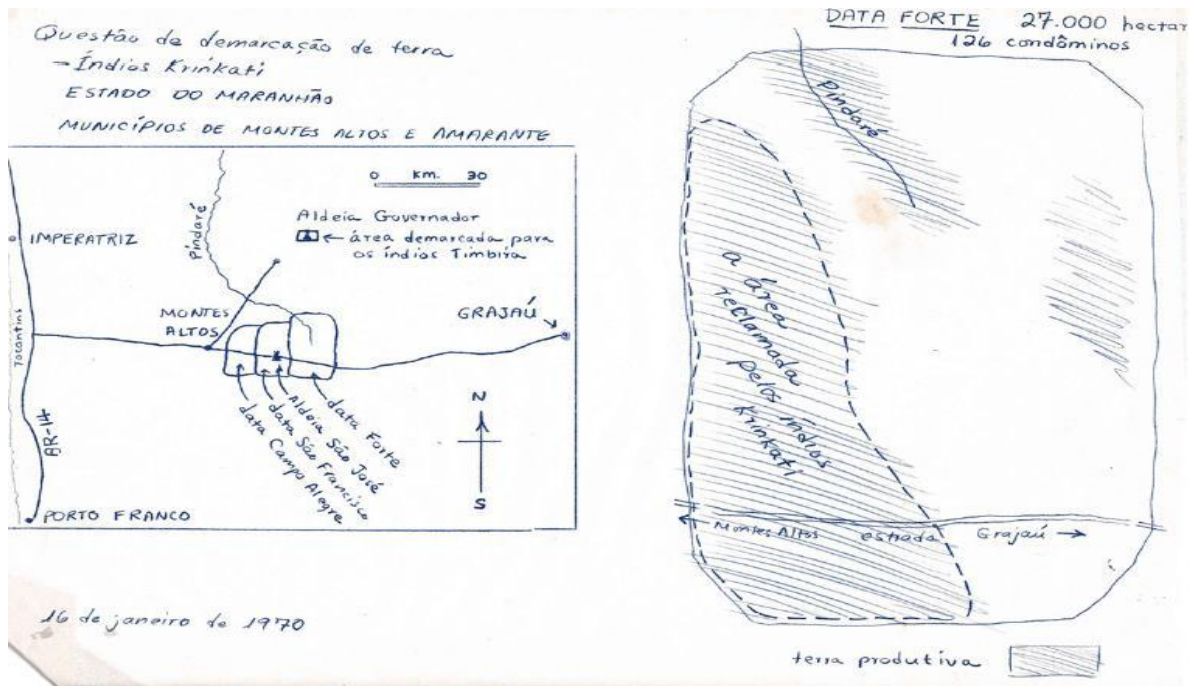 Questão de demarcação de terra
- Índios Krinkati
ESTADO DO MARANHÃO
MUNICÍPIOS DE MONTES ALTOS E AMARANTE
0 Km. 30
Aldeia Governador
← área demarcada para
os índios Timbira
IMPERATRIZ
Pindaré
MONTES
ALTOS
GRAJAÚ
Tocantins
BR-14
PORTO FRANCO
data Forte
Aldeia São José
data São Francisco
data Campo Alegre
N
S
16 de janeiro de 1970
DATA FORTE 27.000 hectar
126 condôminos
Pindaré
a área
reclamada
pelos índios
Krinkati
← Montes Altos estrada Grajaú →
terra produtiva